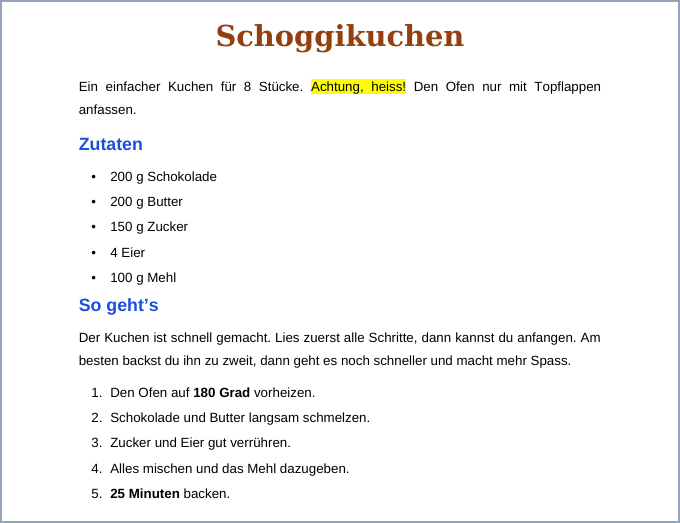 Schoggikuchen
Ein einfacher Kuchen für 8 Stücke. Achtung, heiss! Den Ofen nur mit Topflappen
anfassen.
Zutaten
• 200 g Schokolade
• 200 g Butter
• 150 g Zucker
• 4 Eier
• 100 g Mehl
So geht’s
Der Kuchen ist schnell gemacht. Lies zuerst alle Schritte, dann kannst du anfangen. Am
besten backst du ihn zu zweit, dann geht es noch schneller und macht mehr Spass.
1. Den Ofen auf 180 Grad vorheizen.
2. Schokolade und Butter langsam schmelzen.
3. Zucker und Eier gut verrühren.
4. Alles mischen und das Mehl dazugeben.
5. 25 Minuten backen.